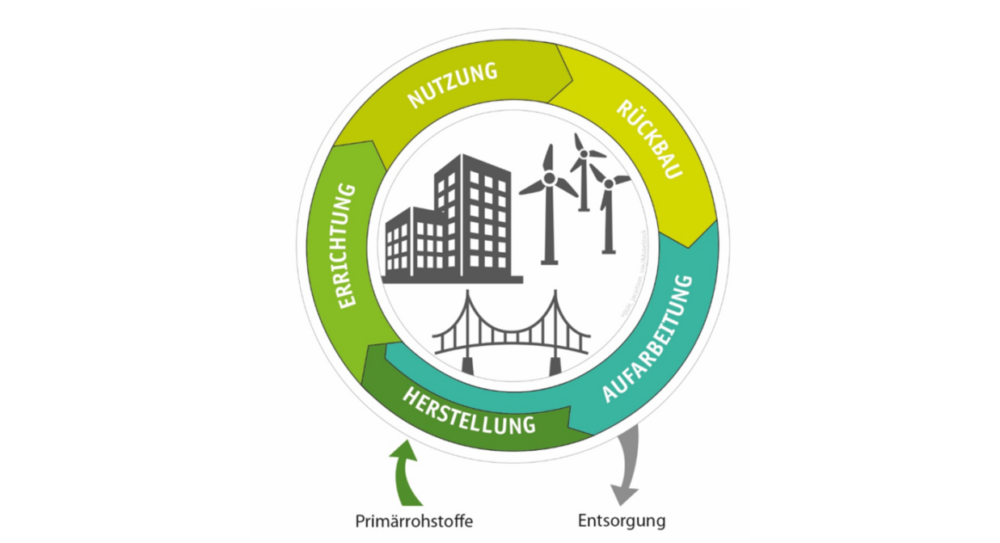 NUTZUNG
RÜCKBAU
ERRICHTUNG
AUFARBEITUNG
HERSTELLUNG
Primärrohstoffe
Entsorgung